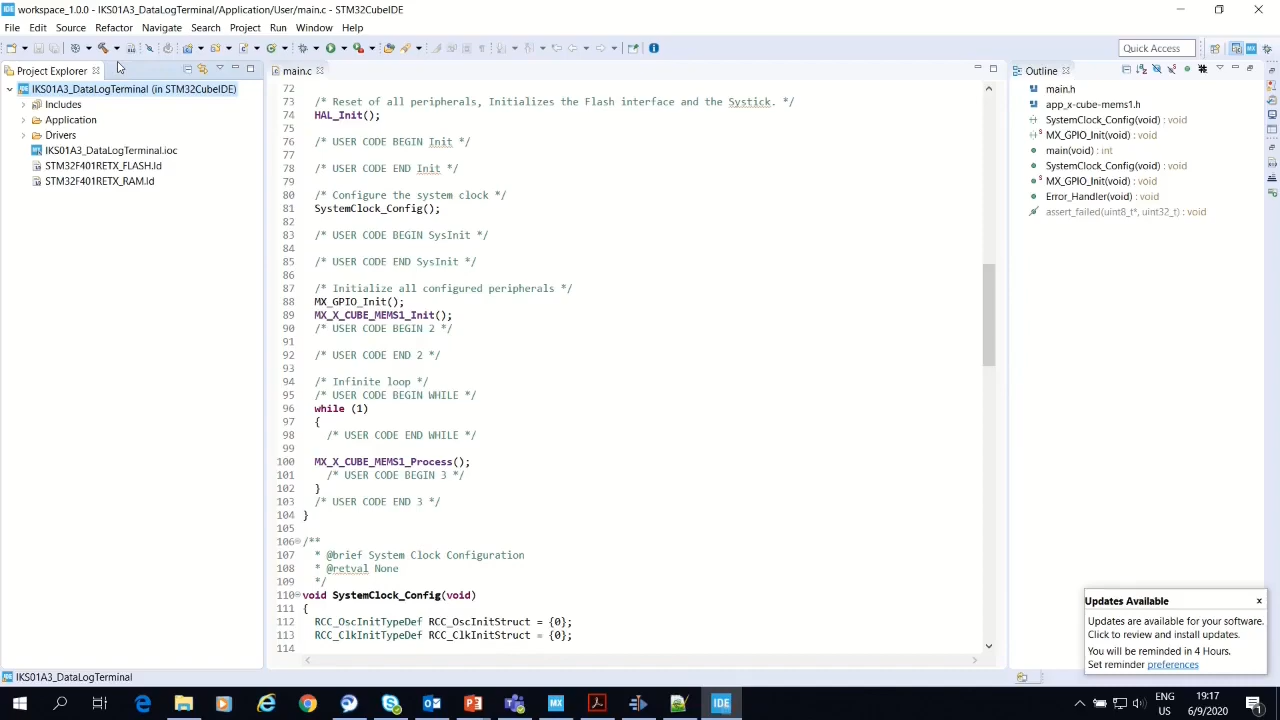 workspace_1.0.0 - IKS01A3_DataLogTerminal/Application/User/main.c - STM32CubeIDE
File Edit Source Refactor Navigate Search Project Run Window Help
Quick Access
Project Explorer
IKS01A3_DataLogTerminal (in STM32CubeIDE)
Includes
Application
Drivers
IKS01A3_DataLogTerminal.ioc
STM32F401RETX_FLASH.ld
STM32F401RETX_RAM.ld
main.c
72
73 /* Reset of all peripherals, Initializes the Flash interface and the Systick. */
74 HAL_Init();
75
76 /* USER CODE BEGIN Init */
77
78 /* USER CODE END Init */
79
80 /* Configure the system clock */
81 SystemClock_Config();
82
83 /* USER CODE BEGIN SysInit */
84
85 /* USER CODE END SysInit */
86
87 /* Initialize all configured peripherals */
88 MX_GPIO_Init();
89 MX_X_CUBE_MEMS1_Init();
90 /* USER CODE BEGIN 2 */
91
92 /* USER CODE END 2 */
93
94 /* Infinite loop */
95 /* USER CODE BEGIN WHILE */
96 while (1)
97 {
98 /* USER CODE END WHILE */
99
100 MX_X_CUBE_MEMS1_Process();
101 /* USER CODE BEGIN 3 */
102 }
103 /* USER CODE END 3 */
104 }
105
106 /**
107 * @brief System Clock Configuration
108 * @retval None
109 */
110 void SystemClock_Config(void)
111 {
112 RCC_OscInitTypeDef RCC_OscInitStruct = {0};
113 RCC_ClkInitTypeDef RCC_ClkInitStruct = {0};
114
Outline
main.h
app_x-cube-mems1.h
SystemClock_Config(void) : void
MX_GPIO_Init(void) : void
main(void) : int
SystemClock_Config(void) : void
MX_GPIO_Init(void) : void
Error_Handler(void) : void
assert_failed(uint8_t*, uint32_t) : void
Updates Available x
Updates are available for your software.
Click to review and install updates.
You will be reminded in 4 Hours.
Set reminder preferences
IKS01A3_DataLogTerminal
MX
IDE
ENG
US
19:17
6/9/2020